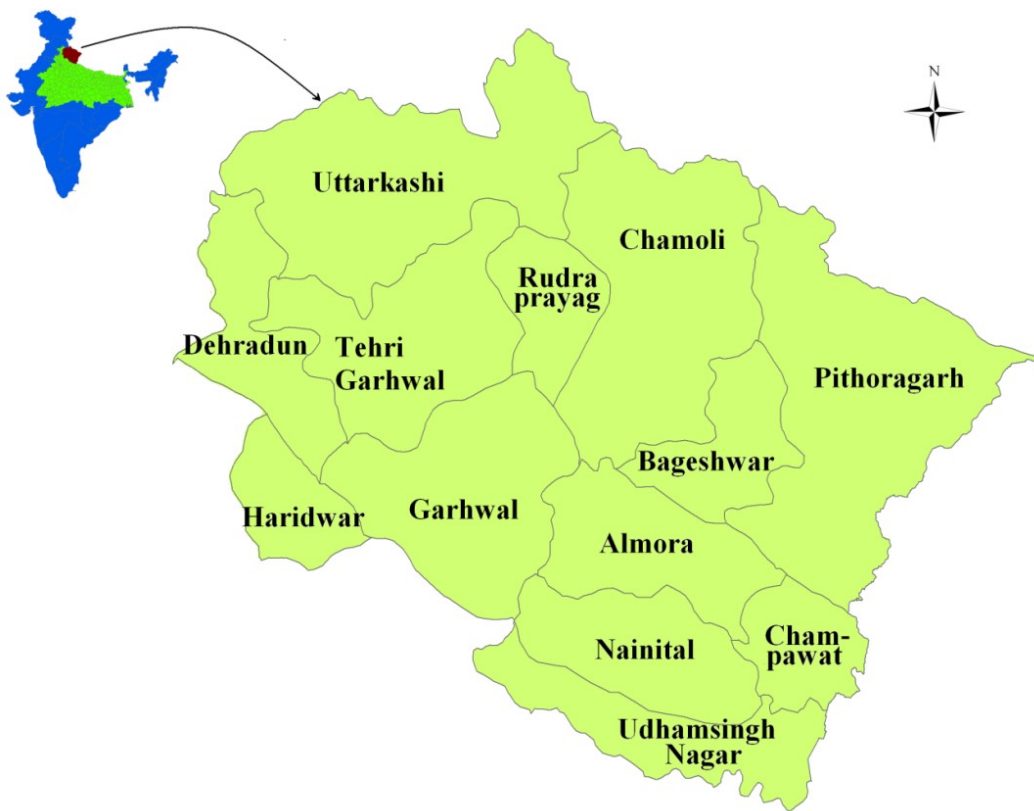 N
Uttarkashi
Chamoli
Rudra
prayag
Dehradun
Tehri
Garhwal
Pithoragarh
Bageshwar
Haridwar
Garhwal
Almora
Cham-
pawat
Nainital
Udhamsingh
Nagar